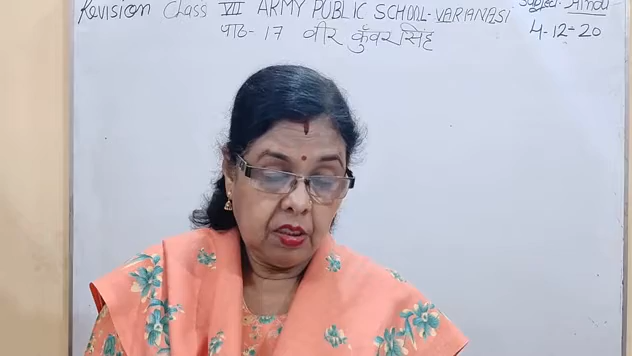 Revision Class VII ARMY PUBLIC SCHOOL-VARANASI Subject-Hindi
पाठ- 17 वीर कुँवर सिंह 4-12-20